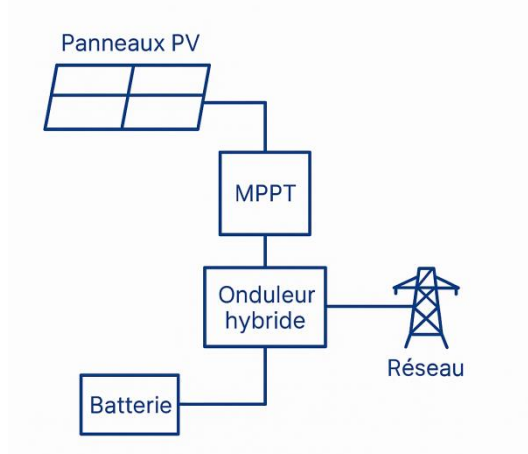 Panneaux PV
MPPT
Onduleur
hybride
Réseau
Batterie